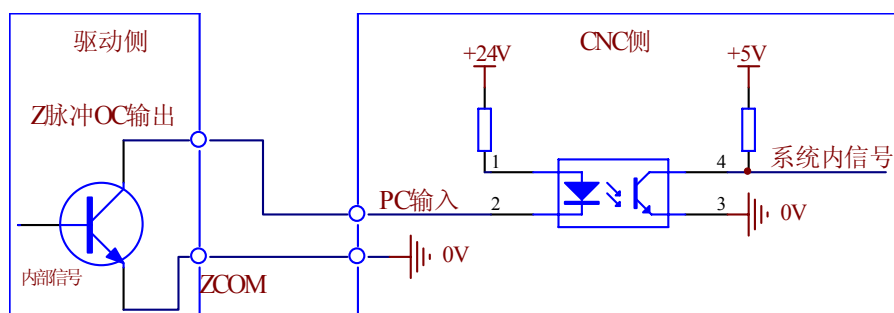 驱动侧
CNC侧
+24V
+5V
Z脉冲OC输出
1
4
系统内信号
PC输入
2
3
0V
内部信号
ZCOM
0V